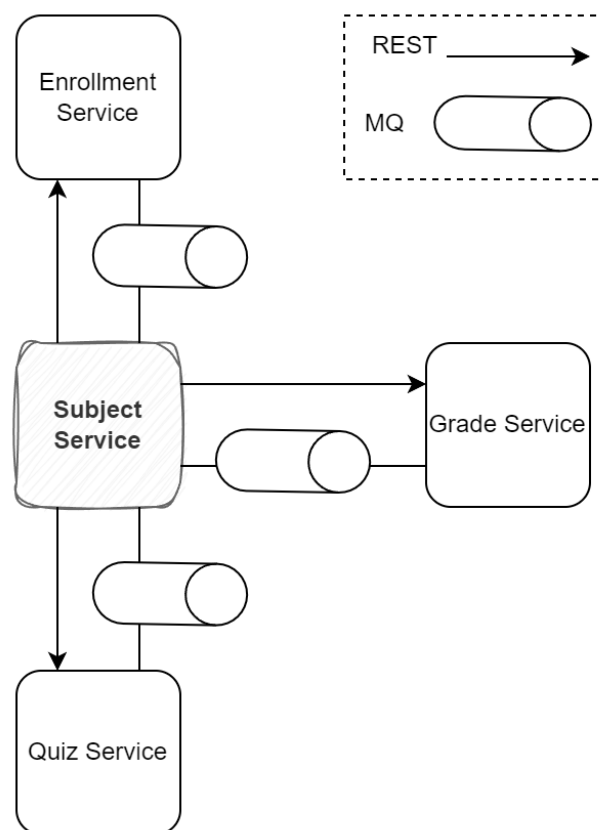 Enrollment
Service
REST
MQ
Subject
Service
Grade Service
Quiz Service